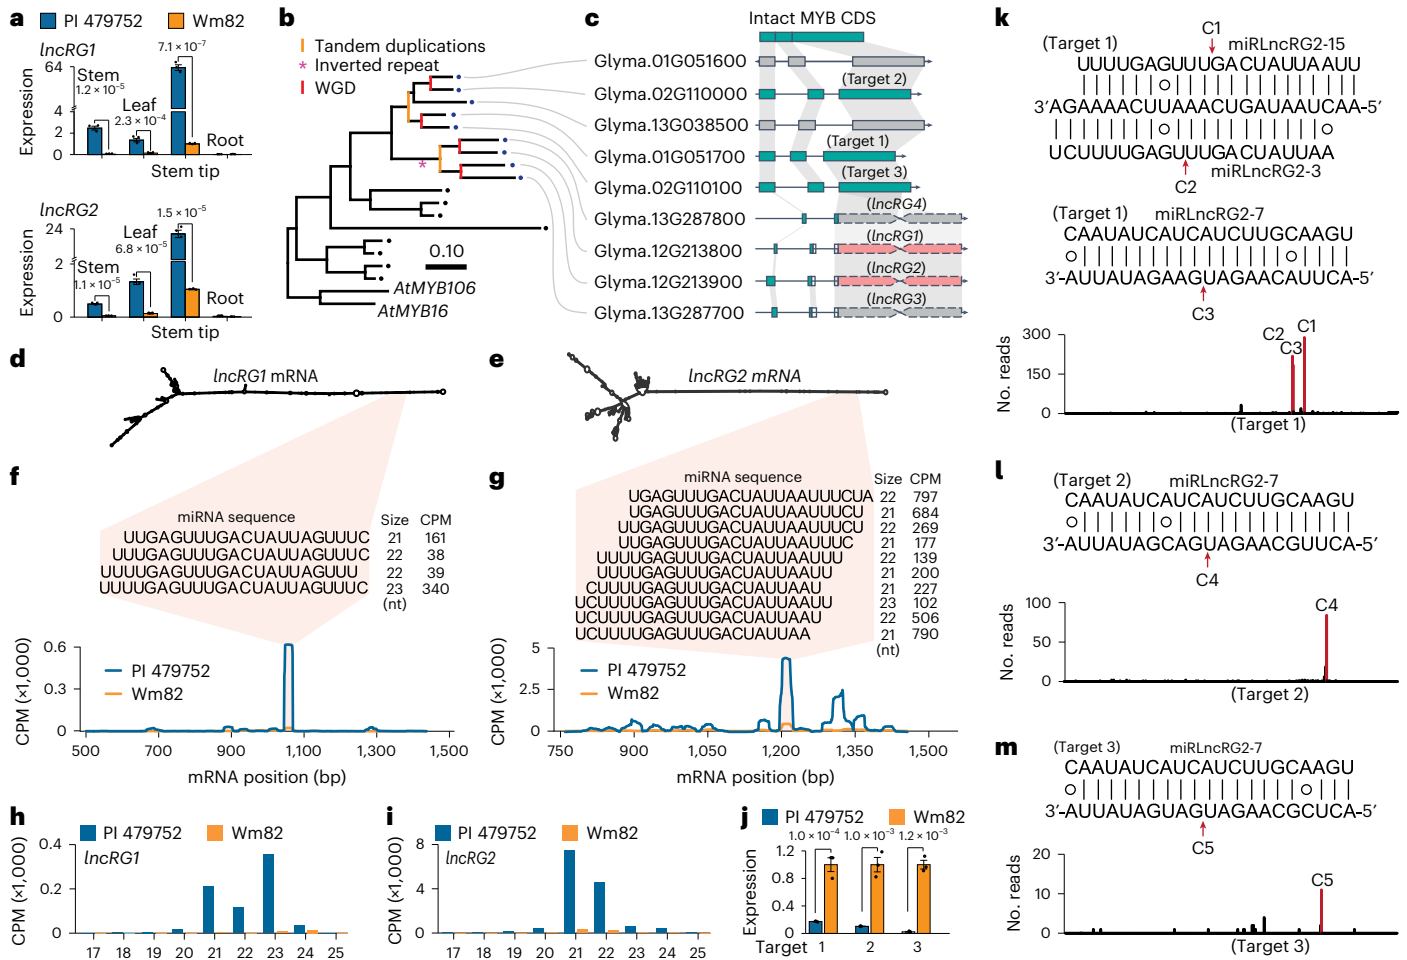 a
PI 479752
Wm82
lncRG1
7.1 × 10⁻⁷
64
Stem
1.2 × 10⁻⁵
Leaf
2.3 × 10⁻⁴
Root
4
2
0
Expression
Stem tip
lncRG2
1.5 × 10⁻⁵
24
Leaf
6.8 × 10⁻⁵
Stem
1.1 × 10⁻⁵
Root
2
0
Expression
Stem tip
b
Tandem duplications
* Inverted repeat
WGD
*
0.10
AtMYB106
AtMYB16
c
Intact MYB CDS
Glyma.01G051600
(Target 2)
Glyma.02G110000
Glyma.13G038500
(Target 1)
Glyma.01G051700
(Target 3)
Glyma.02G110100
(lncRG4)
Glyma.13G287800
(lncRG1)
Glyma.12G213800
(lncRG2)
Glyma.12G213900
(lncRG3)
Glyma.13G287700
d
lncRG1 mRNA
e
lncRG2 mRNA
f
miRNA sequence
Size
CPM
UUGAGUUUGACUAUUAGUUUC 21 161
UUUGAGUUUGACUAUUAGUUUC 22 38
UUUUGAGUUUGACUAUUAGUUU 22 39
UUUUGAGUUUGACUAUUAGUUUC 23 340
(nt)
0.6
0.3
0
CPM (×1,000)
PI 479752
Wm82
500 700 900 1,100 1,300 1,500
mRNA position (bp)
g
miRNA sequence
Size
CPM
UGAGUUUGACUAUUAAUUUCUA 22 797
UGAGUUUGACUAUUAAUUUCU 21 684
UUGAGUUUGACUAUUAAUUUCU 22 269
UUGAGUUUGACUAUUAAUUUC 21 177
UUUUGAGUUUGACUAUUAAUUU 22 139
UUUUGAGUUUGACUAUUAAUU 21 200
CUUUUGAGUUUGACUAUUAAU 21 227
UCUUUUGAGUUUGACUAUUAAUU 23 102
UCUUUUGAGUUUGACUAUUAAU 22 506
UCUUUUGAGUUUGACUAUUAA 21 790
(nt)
5
2.5
0
CPM (×1,000)
PI 479752
Wm82
750 900 1,050 1,200 1,350 1,500
mRNA position (bp)
h
PI 479752
Wm82
lncRG1
0.4
0.2
0
CPM (×1,000)
17 18 19 20 21 22 23 24 25
i
PI 479752
Wm82
lncRG2
8
4
0
CPM (×1,000)
17 18 19 20 21 22 23 24 25
j
PI 479752
Wm82
1.0 × 10⁻⁴ 1.0 × 10⁻³ 1.2 × 10⁻³
1.2
0.8
0.4
0
Expression
Target 1 2 3
k
C1
(Target 1)
miRLncRG2-15
UUUUGAGUUUGACUAUUAAUU
3′AGAAAACUUAAACUGAUAAUCAA-5′
UCUUUUGAGUUUGACUAUUAA
C2
miRLncRG2-3
(Target 1)
miRLncRG2-7
CAAUAUCAUCAUCUUGCAAGU
3′-AUUAUAGAAGUAGAACAUUCA-5′
C3
300
150
0
No. reads
C2
C3
C1
(Target 1)
l
(Target 2)
miRLncRG2-7
CAAUAUCAUCAUCUUGCAAGU
3′-AUUAUAGCAGUAGAACGUUCA-5′
C4
100
50
0
No. reads
C4
(Target 2)
m
(Target 3)
miRLncRG2-7
CAAUAUCAUCAUCUUGCAAGU
3′-AUUAUAGUAGUAGAACGCUCA-5′
C5
20
10
0
No. reads
C5
(Target 3)